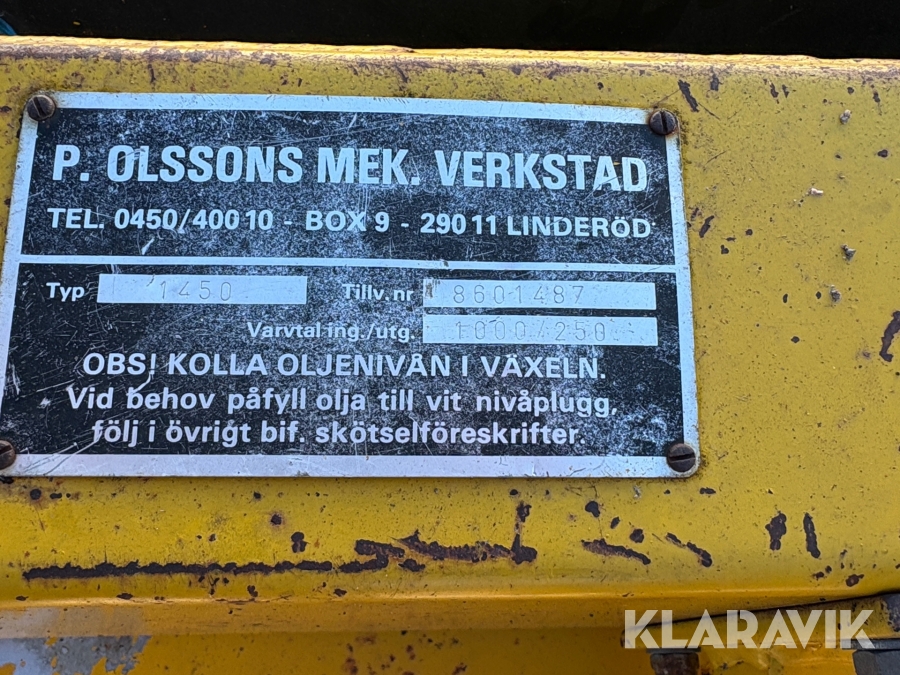 P. OLSSONS MEK. VERKSTAD
TEL. 0450/400 10 - BOX 9 - 290 11 LINDERÖD
Typ 1450 Tillv.nr 8601487
Varvtal ing./utg. 1000/250
OBS! KOLLA OLJENIVÅN I VÄXELN.
Vid behov påfyll olja till vit nivåplugg,
följ i övrigt bif. skötselföreskrifter.
KLARAVIK